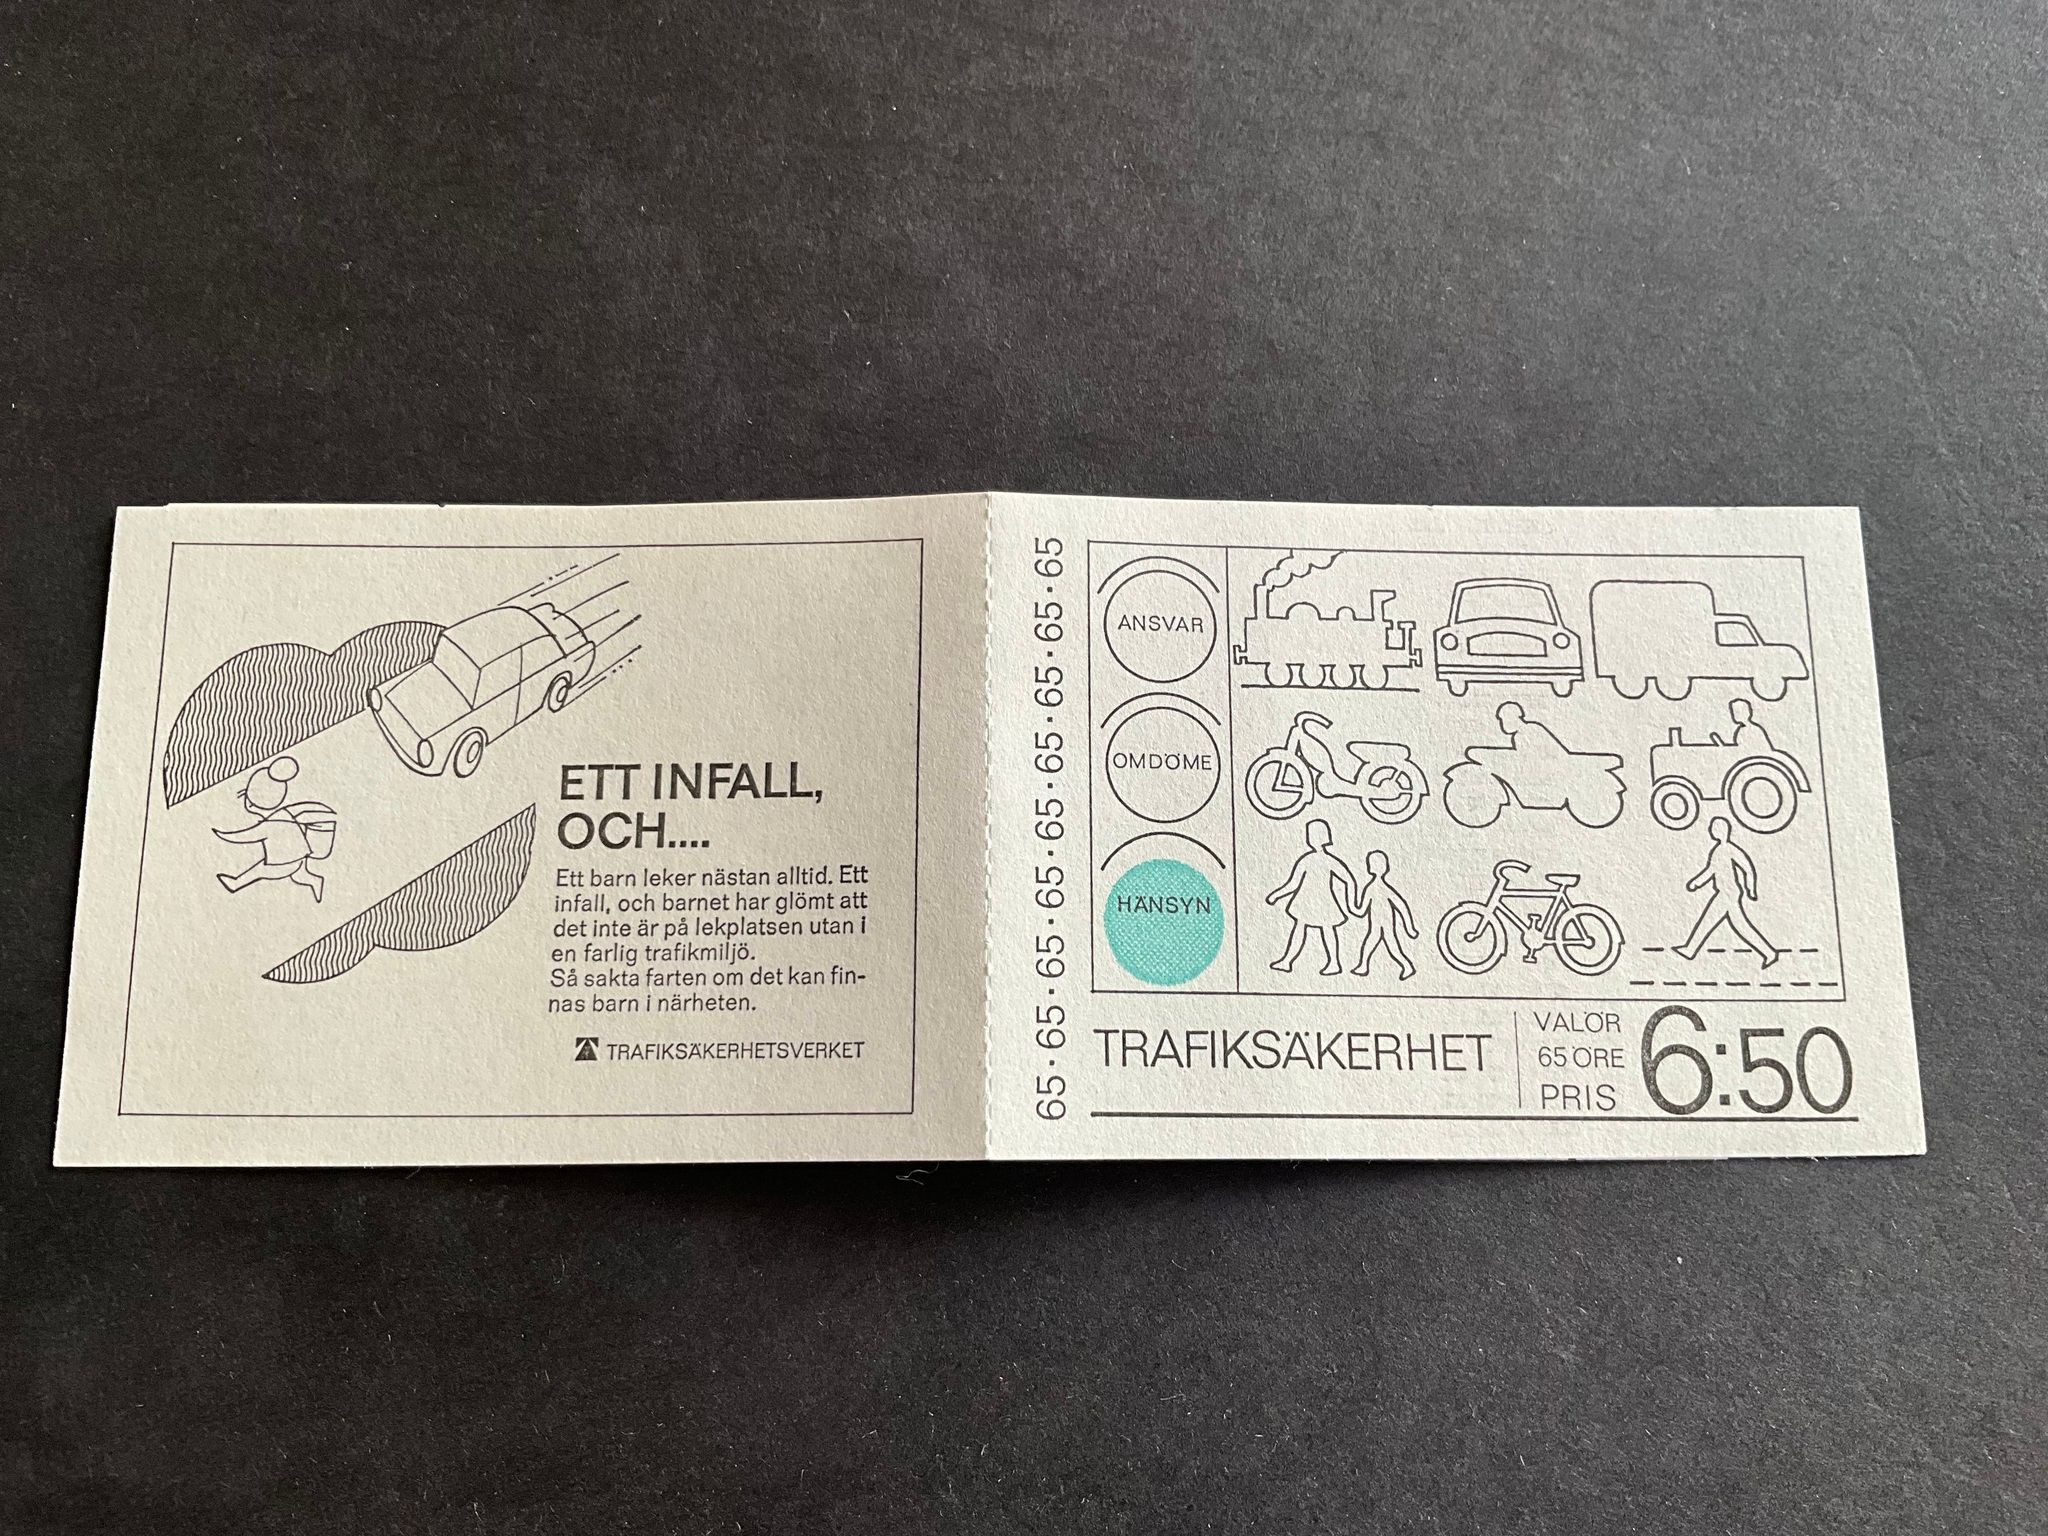 ETT INFALL,
OCH....
Ett barn leker nästan alltid. Ett
infall, och barnet har glömt att
det inte är på lekplatsen utan i
en farlig trafikmiljö.
Så sakta farten om det kan fin-
nas barn i närheten.
TRAFIKSÄKERHETSVERKET
65·65·65·65·65·65·65·65·65
ANSVAR
OMDÖME
HÄNSYN
TRAFIKSÄKERHET
VALÖR
65 ÖRE
PRIS
6:50